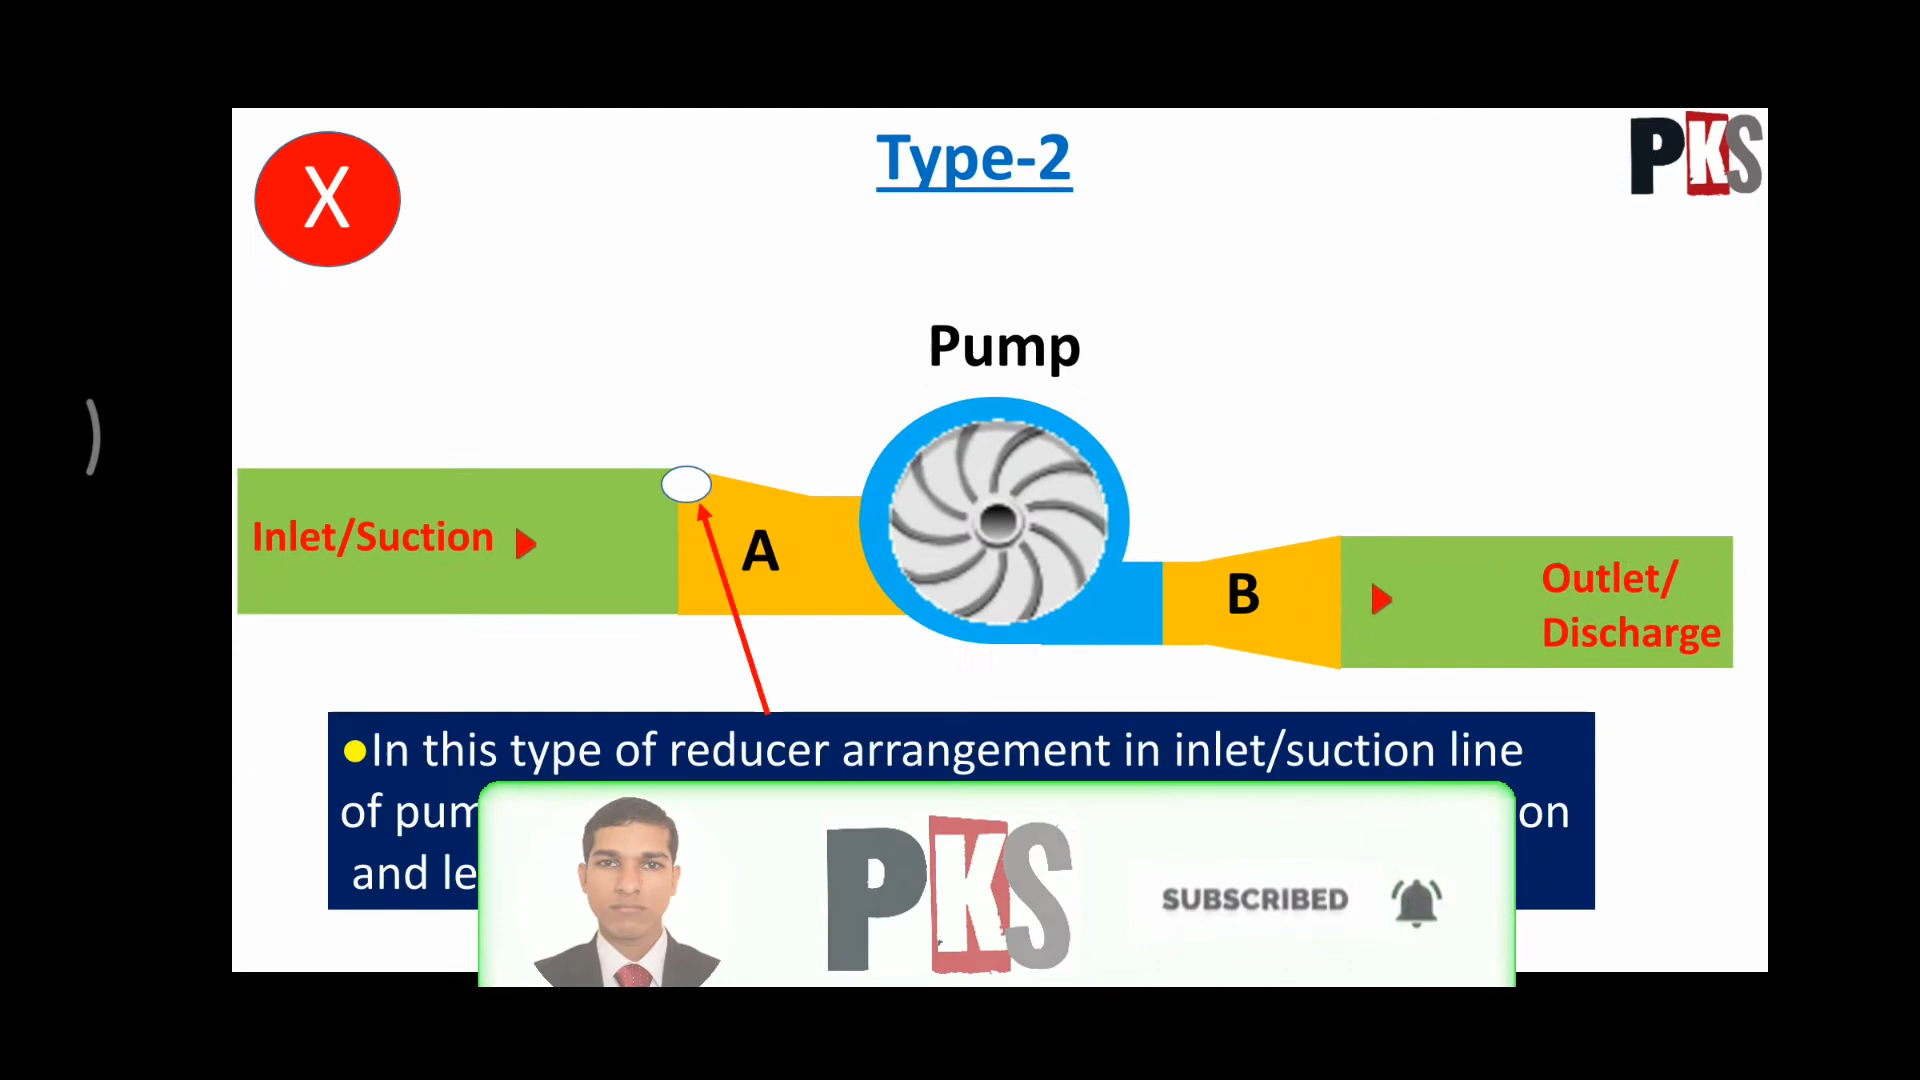 X
Type-2
PKS
Pump
Inlet/Suction
A
B
Outlet/
Discharge
In this type of reducer arrangement in inlet/suction line
of pum
on
and le
PKS
SUBSCRIBED